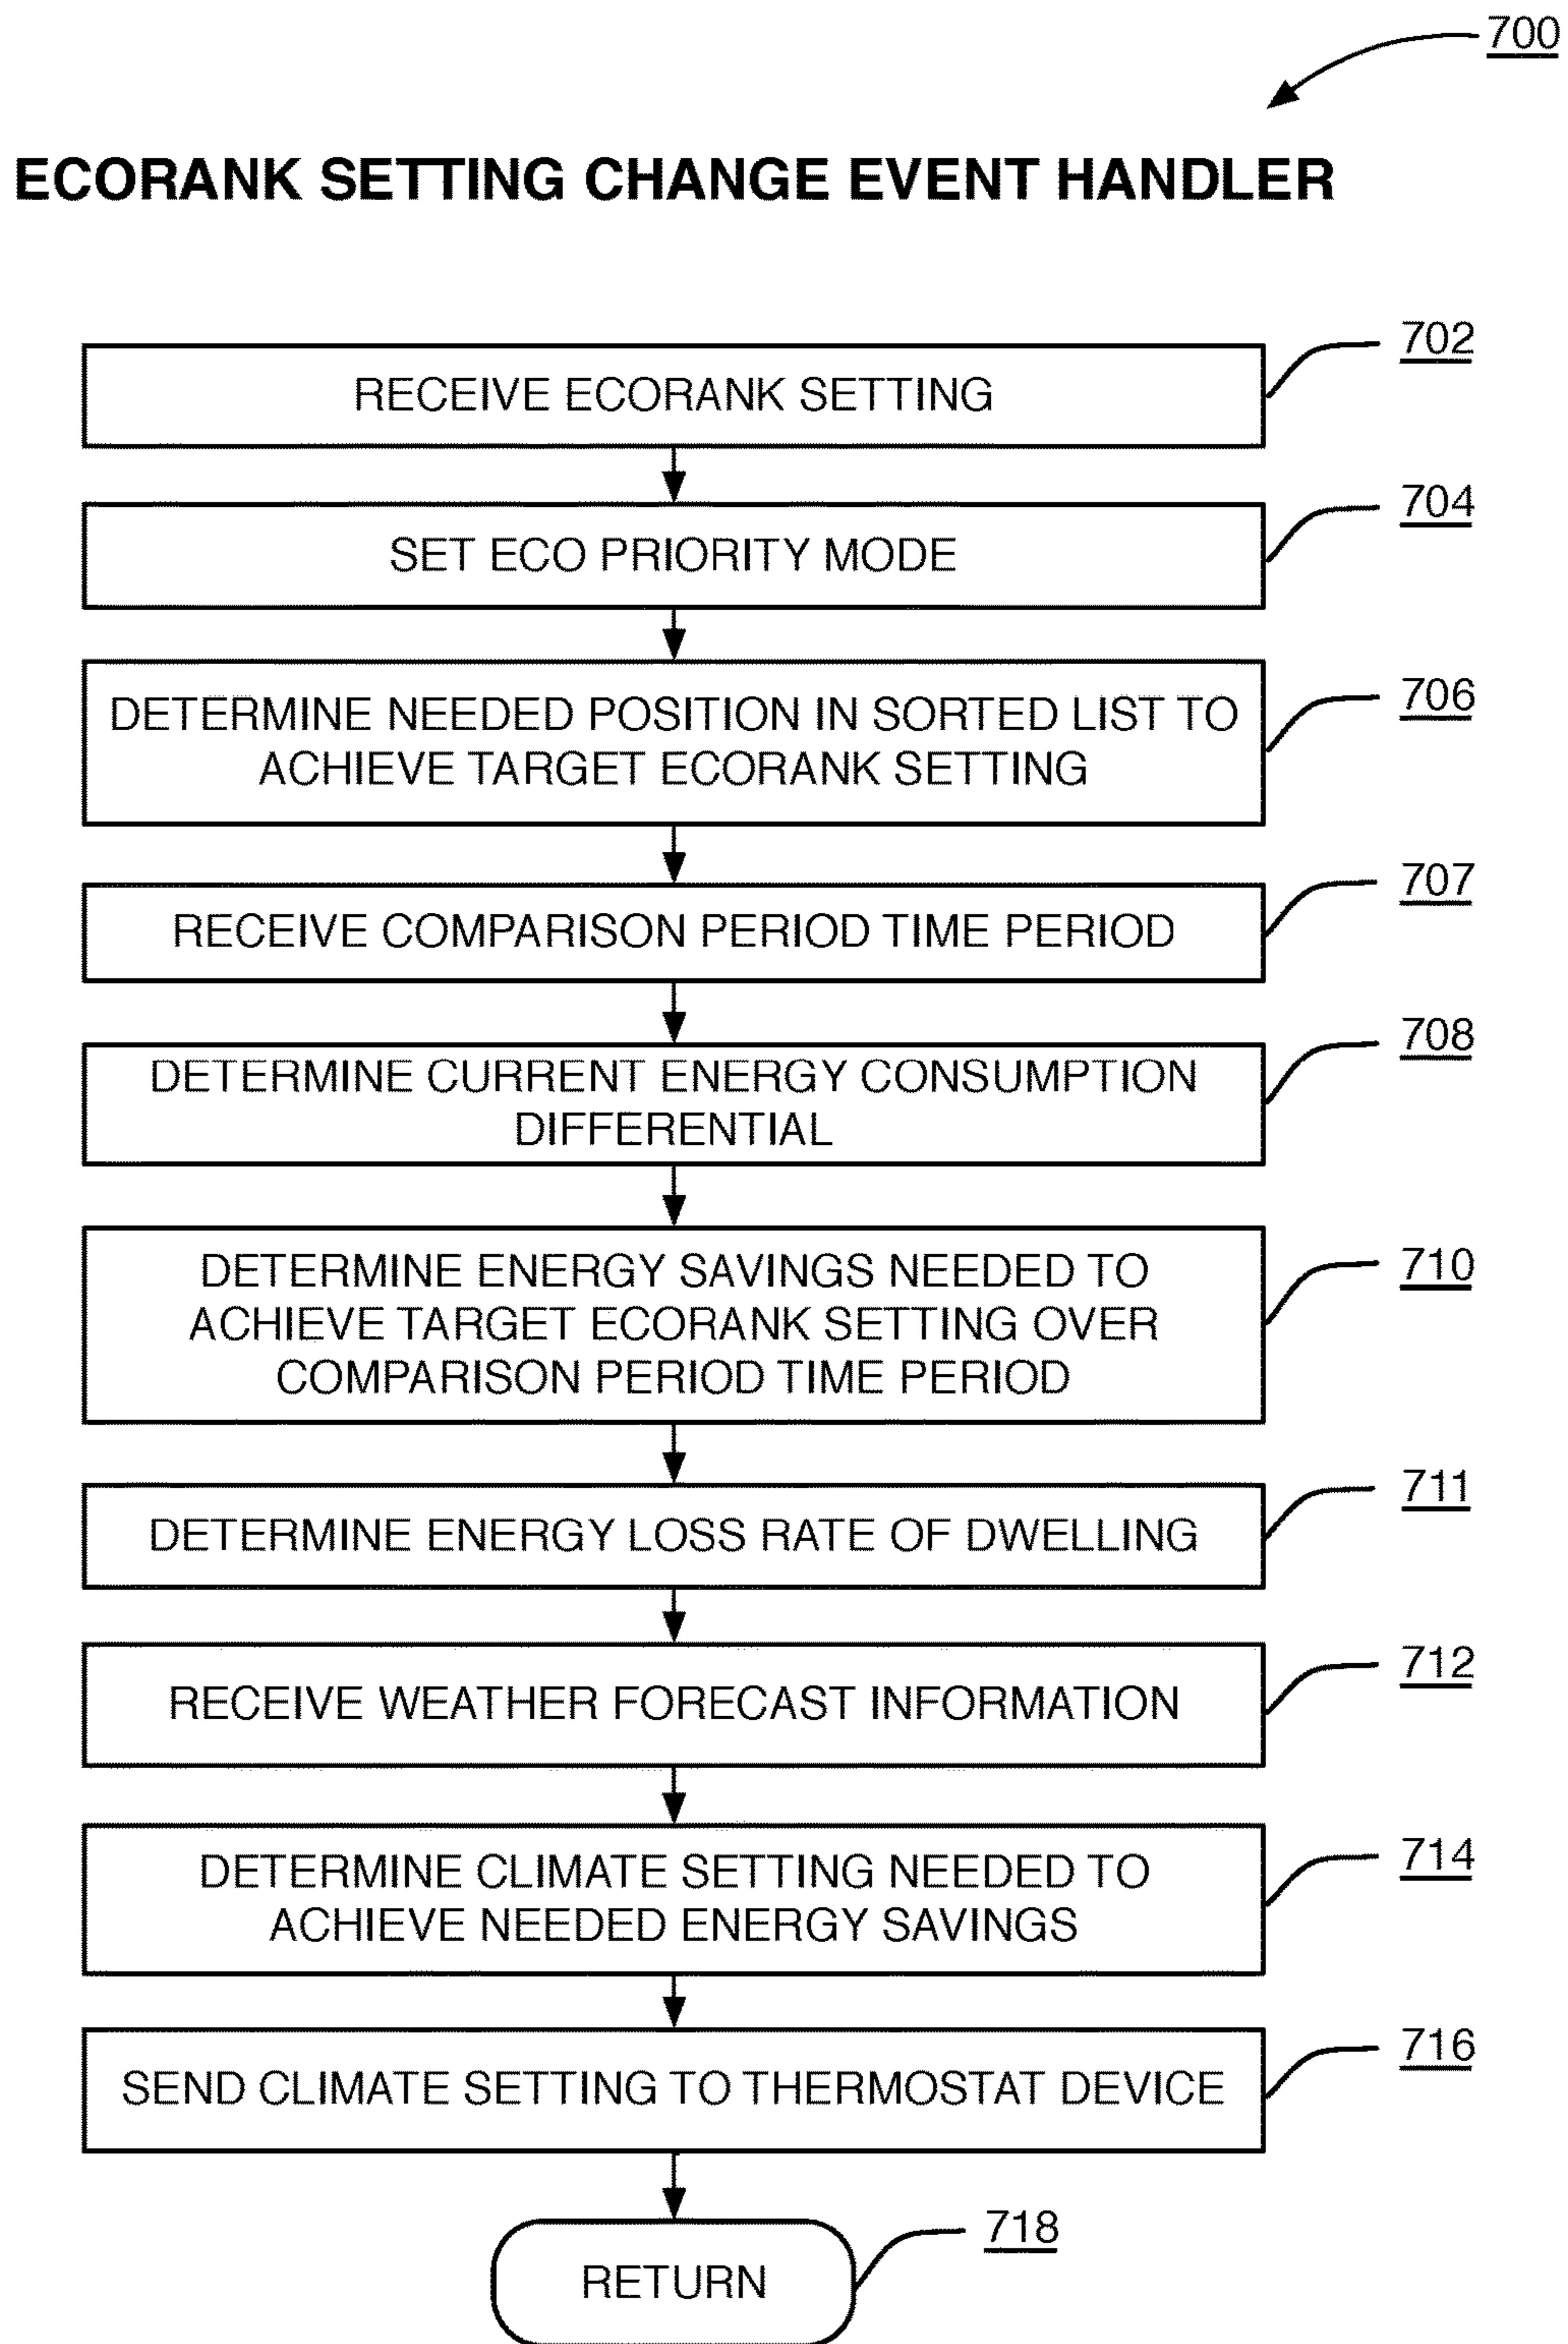 700
ECORANK SETTING CHANGE EVENT HANDLER
702
RECEIVE ECORANK SETTING
704
SET ECO PRIORITY MODE
706
DETERMINE NEEDED POSITION IN SORTED LIST TO
ACHIEVE TARGET ECORANK SETTING
707
RECEIVE COMPARISON PERIOD TIME PERIOD
708
DETERMINE CURRENT ENERGY CONSUMPTION
DIFFERENTIAL
710
DETERMINE ENERGY SAVINGS NEEDED TO
ACHIEVE TARGET ECORANK SETTING OVER
COMPARISON PERIOD TIME PERIOD
711
DETERMINE ENERGY LOSS RATE OF DWELLING
712
RECEIVE WEATHER FORECAST INFORMATION
714
DETERMINE CLIMATE SETTING NEEDED TO
ACHIEVE NEEDED ENERGY SAVINGS
716
SEND CLIMATE SETTING TO THERMOSTAT DEVICE
718
RETURN